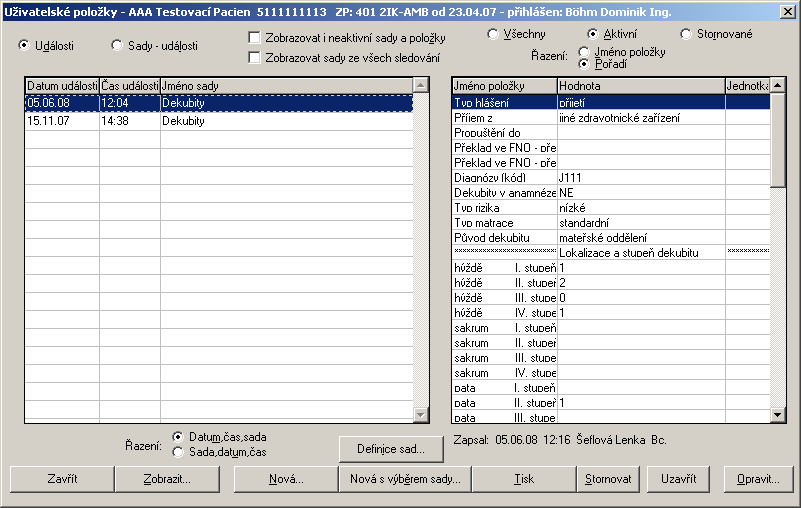 Uživatelské položky - AAA Testovací Pacien 5111111113 ZP: 401 2IK-AMB od 23.04.07 - přihlášen: Böhm Dominik Ing.
Události
Sady - události
Zobrazovat i neaktivní sady a položky
Zobrazovat sady ze všech sledování
Všechny
Aktivní
Stornované
Řazení:
Jméno položky
Pořadí
Datum události Čas události Jméno sady
05.06.08 12:04 Dekubity
15.11.07 14:38 Dekubity
Jméno položky Hodnota Jednotka
Typ hlášení přijetí
Příjem z jiné zdravotnické zařízení
Propuštění do
Překlad ve FNO - pře
Překlad ve FNO - pře
Diagnózy (kód) J111
Dekubity v anamnéze NE
Typ rizika nízké
Typ matrace standardní
Původ dekubitu mateřské oddělení
Lokalizace a stupeň dekubitu
hýždě I. stupeň 1
hýždě II. stupeň 2
hýždě III. stupe 0
hýždě IV. stupe 1
sakrum I. stupeň
sakrum II. stupeň
sakrum III. stupe
sakrum IV. stupe
pata I. stupeň
pata II. stupeň 1
pata III. stupe
Řazení:
Datum,čas,sada
Sada,datum,čas
Definice sad...
Zapsal: 05.06.08 12:16 Šeflová Lenka Bc.
Zavřít
Zobrazit...
Nová...
Nová s výběrem sady...
Tisk
Stornovat
Uzavřít
Opravit...